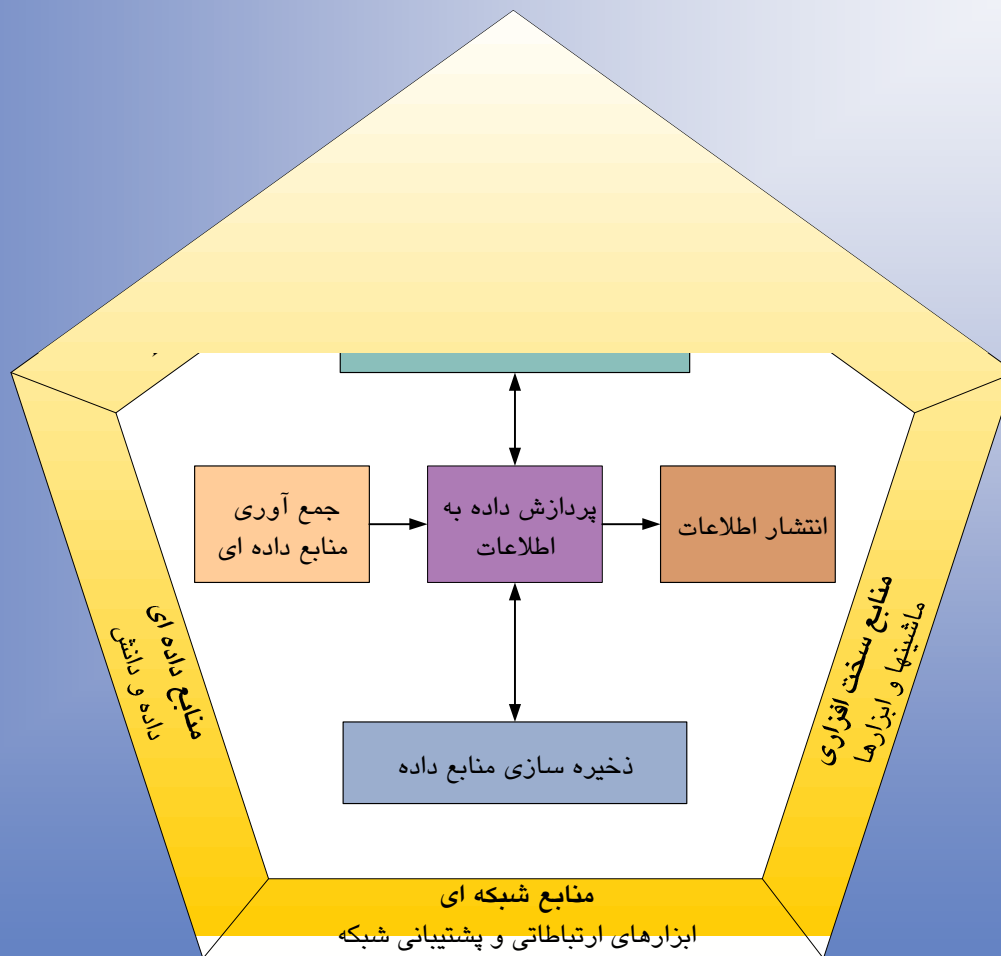 جمع آوری
منابع داده ای
پردازش داده به
اطلاعات
انتشار اطلاعات
ذخیره سازی منابع داده
منابع سخت افزاری
ماشینها و ابزارها
منابع داده ای
داده و دانش
منابع شبکه ای
ابزارهای ارتباطاتی و پشتیبانی شبکه